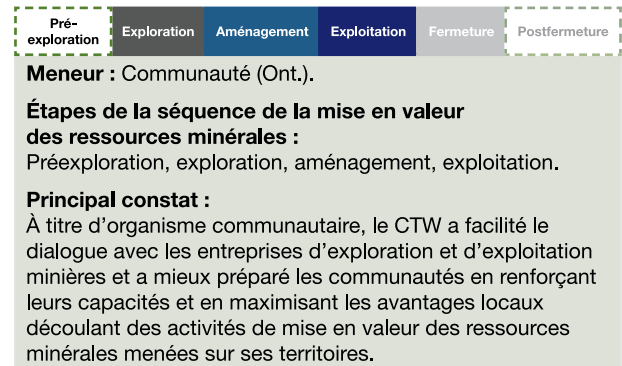 Pré-
exploration
Exploration
Aménagement
Exploitation
Fermeture
Postfermeture
Meneur : Communauté (Ont.).
Étapes de la séquence de la mise en valeur
des ressources minérales :
Préexploration, exploration, aménagement, exploitation.
Principal constat :
À titre d’organisme communautaire, le CTW a facilité le
dialogue avec les entreprises d’exploration et d’exploitation
minières et a mieux préparé les communautés en renforçant
leurs capacités et en maximisant les avantages locaux
découlant des activités de mise en valeur des ressources
minérales menées sur ses territoires.